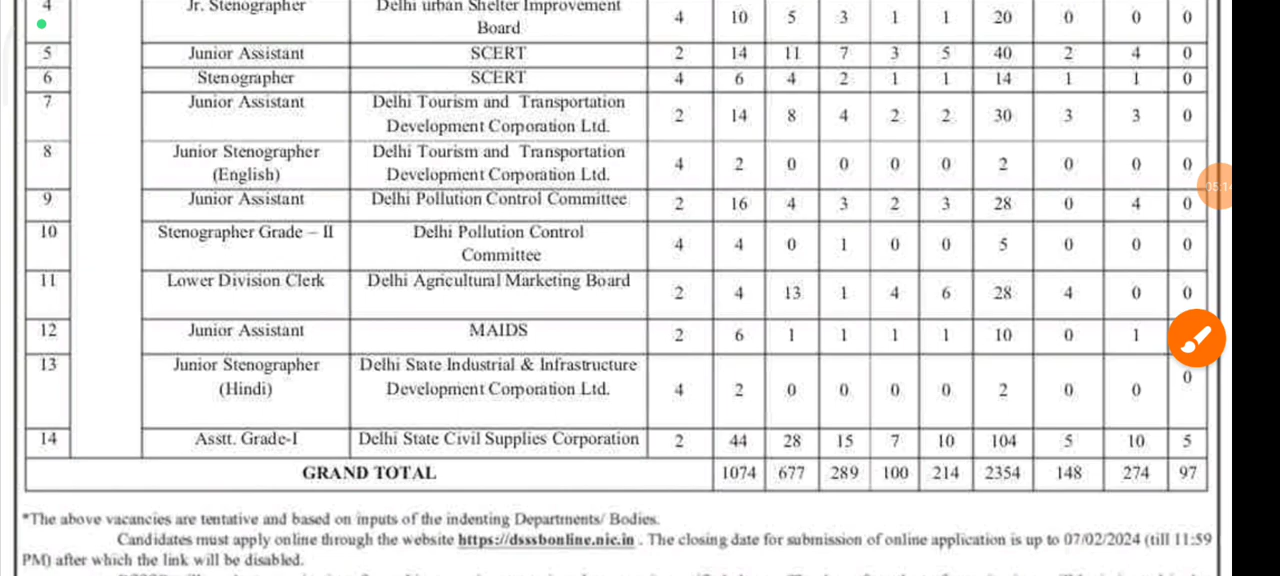 4 Jr. Stenographer Delhi urban Shelter Improvement Board 4 10 5 3 1 1 20 0 0 0
5 Junior Assistant SCERT 2 14 11 7 3 5 40 2 4 0
6 Stenographer SCERT 4 6 4 2 1 1 14 1 1 0
7 Junior Assistant Delhi Tourism and Transportation Development Corporation Ltd. 2 14 8 4 2 2 30 3 3 0
8 Junior Stenographer (English) Delhi Tourism and Transportation Development Corporation Ltd. 4 2 0 0 0 0 2 0 0 0
9 Junior Assistant Delhi Pollution Control Committee 2 16 4 3 2 3 28 0 4 0
10 Stenographer Grade – II Delhi Pollution Control Committee 4 4 0 1 0 0 5 0 0 0
11 Lower Division Clerk Delhi Agricultural Marketing Board 2 4 13 1 4 6 28 4 0 0
12 Junior Assistant MAIDS 2 6 1 1 1 1 10 0 1
13 Junior Stenographer (Hindi) Delhi State Industrial & Infrastructure Development Corporation Ltd. 4 2 0 0 0 0 2 0 0 0
14 Asstt. Grade-I Delhi State Civil Supplies Corporation 2 44 28 15 7 10 104 5 10 5
GRAND TOTAL 1074 677 289 100 214 2354 148 274 97
*The above vacancies are tentative and based on inputs of the indenting Departments/ Bodies.
Candidates must apply online through the website https://dsssbonline.nic.in . The closing date for submission of online application is up to 07/02/2024 (till 11:59
PM) after which the link will be disabled.